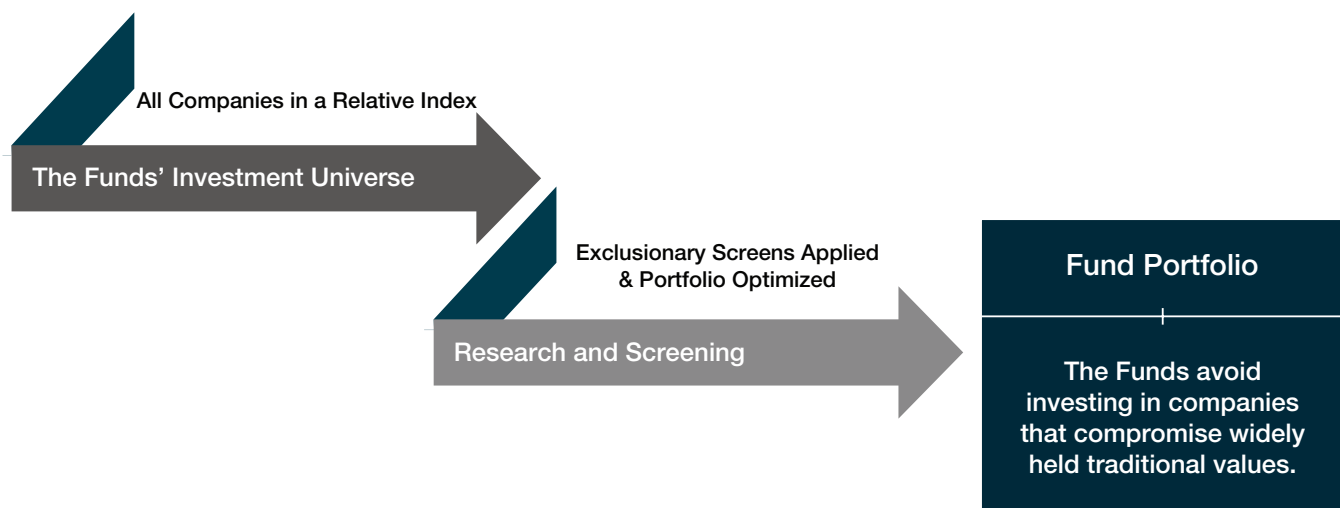 All Companies in a Relative Index
The Funds’ Investment Universe
Exclusionary Screens Applied
& Portfolio Optimized
Research and Screening
Fund Portfolio
The Funds avoid
investing in companies
that compromise widely
held traditional values.